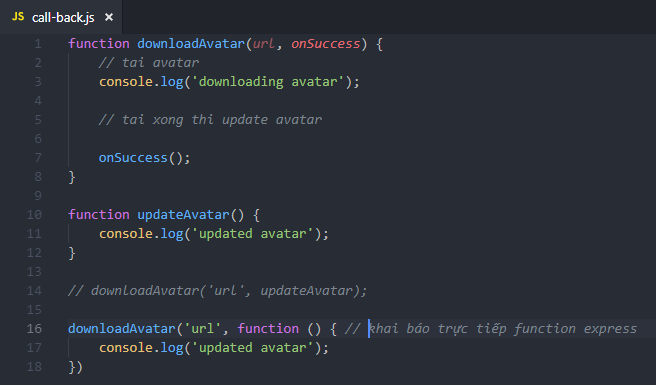 JS call-back.js ×
1 function downloadAvatar(url, onSuccess) {
2     // tai avatar
3     console.log('downloading avatar');
4
5     // tai xong thi update avatar
6
7     onSuccess();
8 }
9
10 function updateAvatar() {
11     console.log('updated avatar');
12 }
13
14 // downloadAvatar('url', updateAvatar);
15
16 downloadAvatar('url', function () { // khai báo trực tiếp function express
17     console.log('updated avatar');
18 })